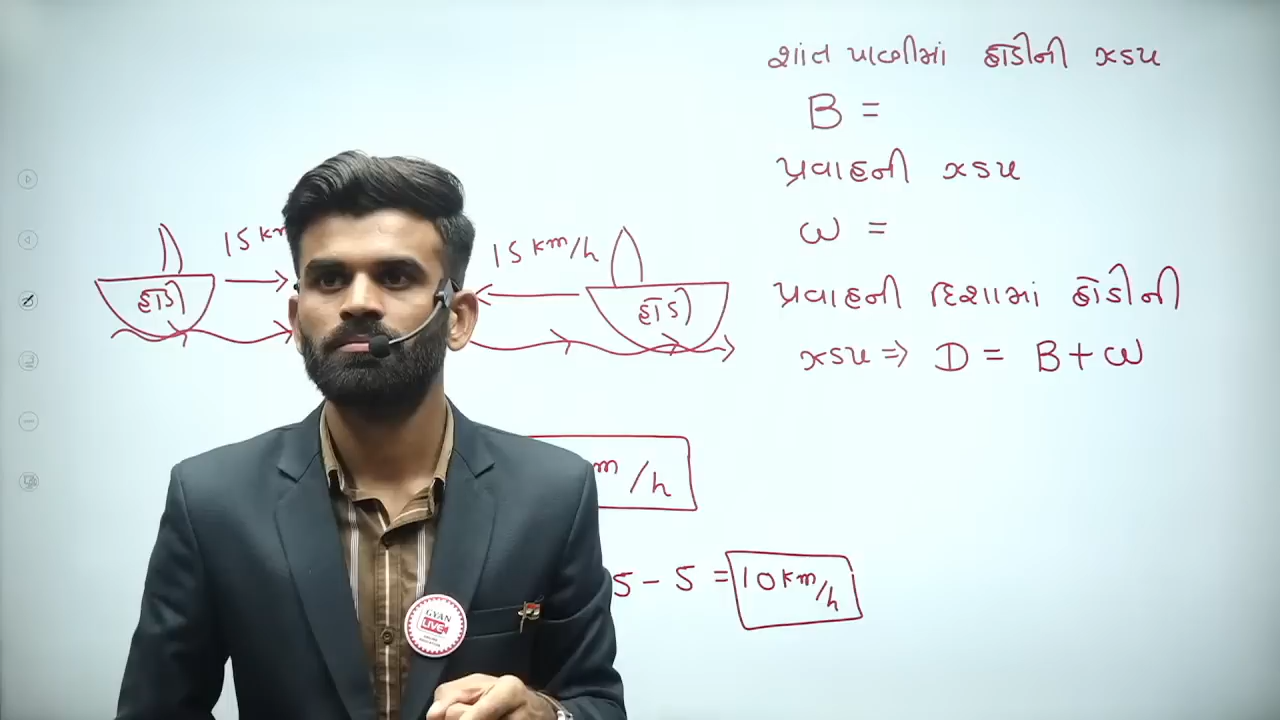 શાંત પાણીમાં હોડીની ઝડપ
B =
પ્રવાહની ઝડપ
ω =
પ્રવાહની દિશામાં હોડીની
ઝડપ ⇒ D = B + ω
15 km
હોડી
15 km/h
હોડી
m/h
5 - 5 = 10 km/h
GYAN
LIVE